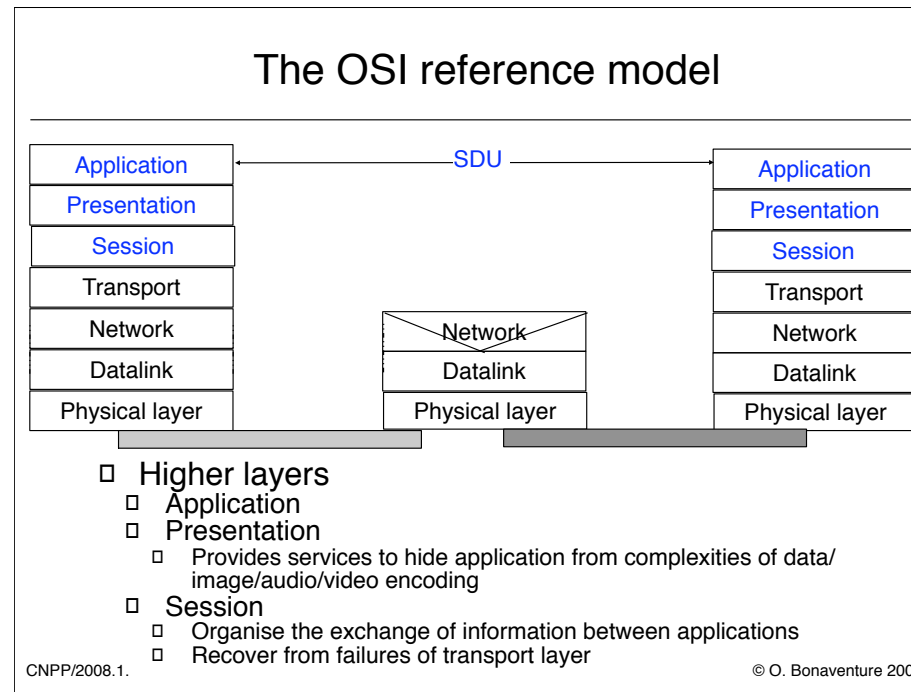 The OSI reference model
Application
Presentation
Session
Transport
Network
Datalink
Physical layer
SDU
Network
Datalink
Physical layer
Application
Presentation
Session
Transport
Network
Datalink
Physical layer
Higher layers
Application
Presentation
Provides services to hide application from complexities of data/
image/audio/video encoding
Session
Organise the exchange of information between applications
Recover from failures of transport layer
CNPP/2008.1.
© O. Bonaventure 200